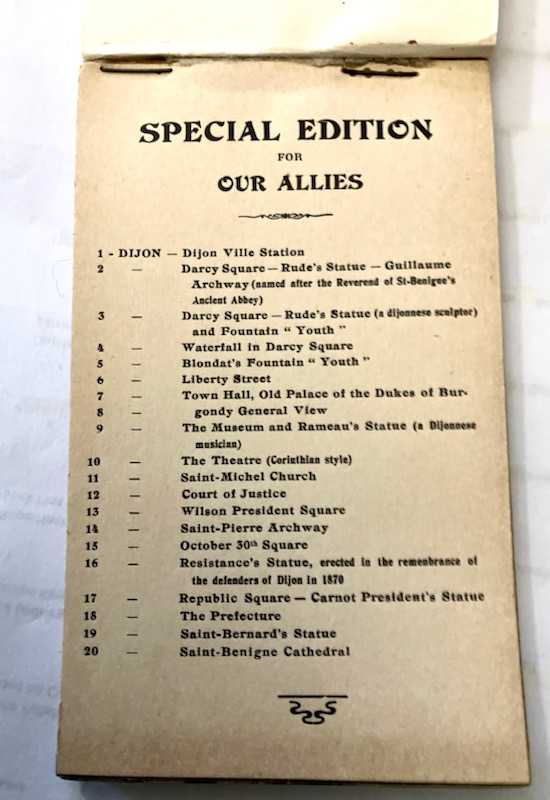 SPECIAL EDITION
FOR
OUR ALLIES
1 - DIJON — Dijon Ville Station
2 — Darcy Square — Rude's Statue — Guillaume
Archway (named after the Reverend of St-Benigne's
Ancient Abbey)
3 — Darcy Square — Rude's Statue (a dijonnese sculptor)
and Fountain “ Youth ”
4 — Waterfall in Darcy Square
5 — Blondat's Fountain “ Youth ”
6 — Liberty Street
7 — Town Hall, Old Palace of the Dukes of Bur-
8 — gondy General View
9 — The Museum and Rameau's Statue (a Dijonnese
musician)
10 — The Theatre (Corinthian style)
11 — Saint-Michel Church
12 — Court of Justice
13 — Wilson President Square
14 — Saint-Pierre Archway
15 — October 30th Square
16 — Resistance's Statue, erected in the remenbrance of
the defenders of Dijon in 1870
17 — Republic Square — Carnot President's Statue
18 — The Prefecture
19 — Saint-Bernard's Statue
20 — Saint-Benigne Cathedral